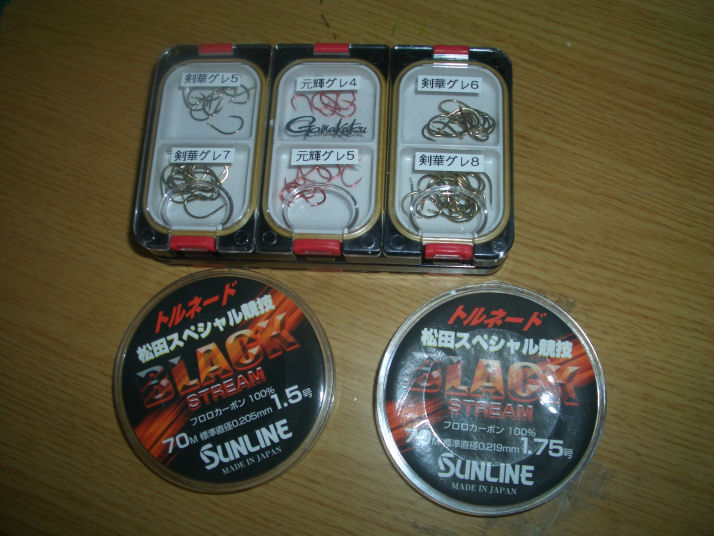 剣華グレ5
元輝グレ4
剣華グレ6
Gamakatsu
剣華グレ7
元輝グレ5
剣華グレ8
トルネード
松田スペシャル競技
BLACK
STREAM
フロロカーボン 100%
70M 標準直径0.205mm 1.5号
SUNLINE
MADE IN JAPAN
トルネード
松田スペシャル競技
BLACK
STREAM
フロロカーボン 100%
70M 標準直径0.219mm 1.75号
SUNLINE
MADE IN JAPAN